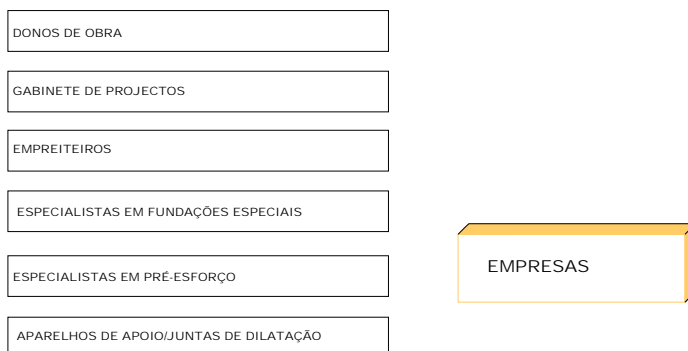 DONOS DE OBRA
GABINETE DE PROJECTOS
EMPREITEIROS
ESPECIALISTAS EM FUNDAÇÕES ESPECIAIS
ESPECIALISTAS EM PRÉ-ESFORÇO
APARELHOS DE APOIO/JUNTAS DE DILATAÇÃO
EMPRESAS